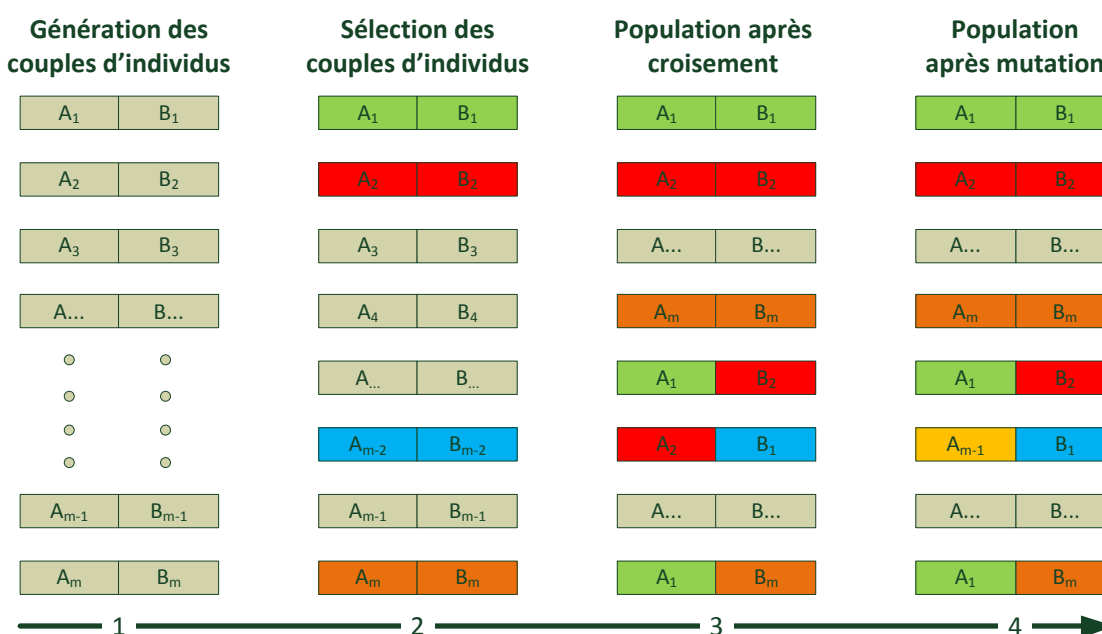 Génération des
couples d'individus
Sélection des
couples d'individus
Population après
croisement
Population
après mutation
A₁ B₁ A₁ B₁ A₁ B₁ A₁ B₁
A₂ B₂ A₂ B₂ A₂ B₂ A₂ B₂
A₃ B₃ A₃ B₃ A... B... A... B...
A... B... A₄ B₄ Aₘ Bₘ Aₘ Bₘ
A... B... A₁ B₂ A₁ B₂
Aₘ₋₂ Bₘ₋₂ A₂ B₁ Aₘ₋₁ B₁
Aₘ₋₁ Bₘ₋₁ Aₘ₋₁ Bₘ₋₁ A... B... A... B...
Aₘ Bₘ Aₘ Bₘ A₁ Bₘ A₁ Bₘ
1 2 3 4